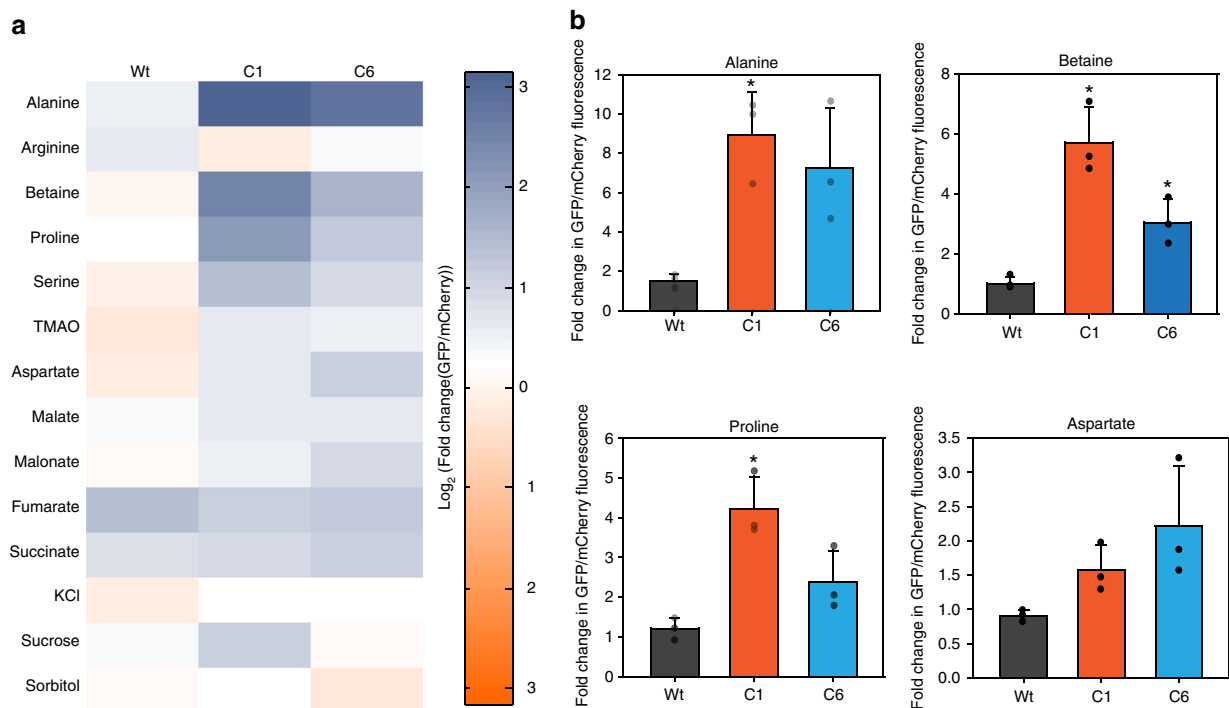 a
Wt C1 C6
Alanine
Arginine
Betaine
Proline
Serine
TMAO
Aspartate
Malate
Malonate
Fumarate
Succinate
KCl
Sucrose
Sorbitol
3
2
1
0
1
2
3
Log2 (Fold change(GFP/mCherry))
b
Alanine
Fold change in GFP/mCherry fluorescence
12
10
8
6
4
2
0
*
Wt C1 C6
Betaine
Fold change in GFP/mCherry fluorescence
8
6
4
2
0
*
*
Wt C1 C6
Proline
Fold change in GFP/mCherry fluorescence
6
5
4
3
2
1
0
*
Wt C1 C6
Aspartate
Fold change in GFP/mCherry fluorescence
3.5
3.0
2.5
2.0
1.5
1.0
0.5
0.0
Wt C1 C6